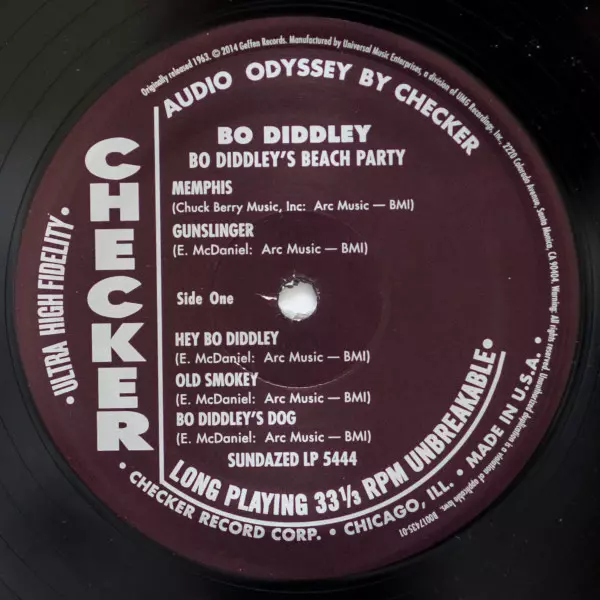 Originally released 1963. © 2014 Geffen Records. Manufactured by Universal Music Enterprises, a division of UMG Recordings, Inc., 2220 Colorado Avenue, Santa Monica, CA 90404. Warning: All rights reserved. Unauthorized duplication is a violation of applicable laws. B0017435-01
AUDIO ODYSSEY BY CHECKER
BO DIDDLEY
BO DIDDLEY'S BEACH PARTY
MEMPHIS
(Chuck Berry Music, Inc: Arc Music — BMI)
GUNSLINGER
(E. McDaniel: Arc Music — BMI)
Side One
HEY BO DIDDLEY
(E. McDaniel: Arc Music — BMI)
OLD SMOKEY
(E. McDaniel: Arc Music — BMI)
BO DIDDLEY'S DOG
(E. McDaniel: Arc Music — BMI)
SUNDAZED LP 5444
CHECKER
• ULTRA HIGH FIDELITY •
LONG PLAYING 33⅓ RPM UNBREAKABLE •
• CHECKER RECORD CORP. • CHICAGO, ILL. • MADE IN U.S.A. •